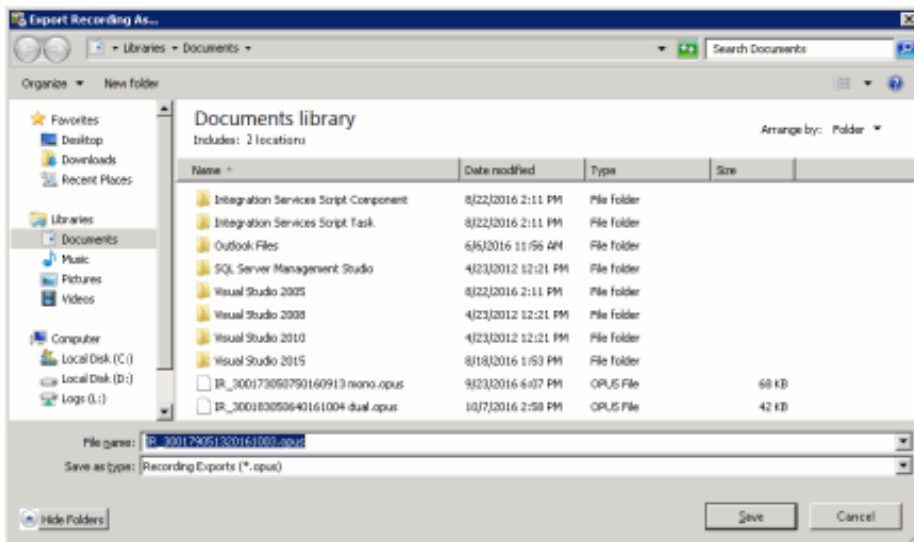 Export Recording As...
Libraries Documents
Search Documents
Organize New folder
Favorites
Desktop
Downloads
Recent Places
Libraries
Documents
Music
Pictures
Videos
Computer
Local Disk (C:)
Local Disk (D:)
Logs (L:)
Documents library
Includes: 2 locations
Arrange by: Folder
Name Date modified Type Size
Integration Services Script Component 8/22/2016 2:11 PM File folder
Integration Services Script Task 8/22/2016 2:11 PM File folder
Outlook Files 6/6/2016 11:56 AM File folder
SQL Server Management Studio 4/23/2012 12:21 PM File folder
Visual Studio 2005 8/22/2016 2:11 PM File folder
Visual Studio 2008 4/23/2012 12:21 PM File folder
Visual Studio 2010 4/23/2012 12:21 PM File folder
Visual Studio 2015 8/18/2016 1:53 PM File folder
IR_300173050750160913 mono.opus 9/23/2016 6:07 PM OPUS File 68 KB
IR_300183050640161004 dual.opus 10/7/2016 2:58 PM OPUS File 42 KB
File name:
Save as type: Recording Exports (*.opus)
Hide Folders
Save Cancel